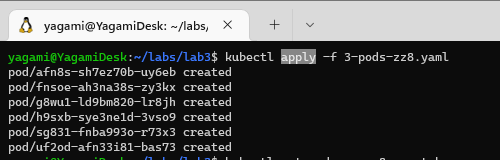 yagami@YagamiDesk: ~/labs/
yagami@YagamiDesk:~/labs/lab3$ kubectl apply -f 3-pods-zz8.yaml
pod/afn8s-sh7ez70b-uy6eb created
pod/fnsoe-ah3na38s-zy3kx created
pod/g8wu1-ld9bm820-lr8jh created
pod/h9sxb-sye3ne1d-3vso9 created
pod/sg831-fnba993o-r73x3 created
pod/uf2od-afn33i81-bas73 created